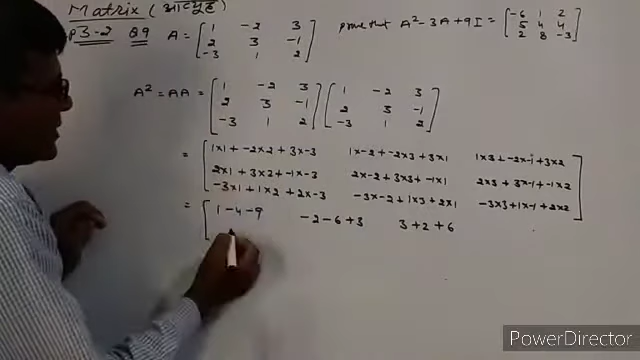 Matrix (आव्यूह)
P3-2 Q9 A = [ 1 -2 3 prove that A² - 3A + 9I = [ -6 1 2
2 3 -1 5 4 4
-3 1 2 ] 2 8 -3 ]
A² = AA = [ 1 -2 3 ] [ 1 -2 3
2 3 -1 2 3 -1
-3 1 2 ] -3 1 2 ]
= [ 1×1 + -2×2 + 3×-3 1×-2 + -2×3 + 3×1 1×3 + -2×-1 + 3×2
2×1 + 3×2 + -1×-3 2×-2 + 3×3 + -1×1 2×3 + 3×-1 + -1×2
-3×1 + 1×2 + 2×-3 -3×-2 + 1×3 + 2×1 -3×3 + 1×-1 + 2×2 ]
= [ 1 - 4 - 9 -2 - 6 + 3 3 + 2 + 6
PowerDirector